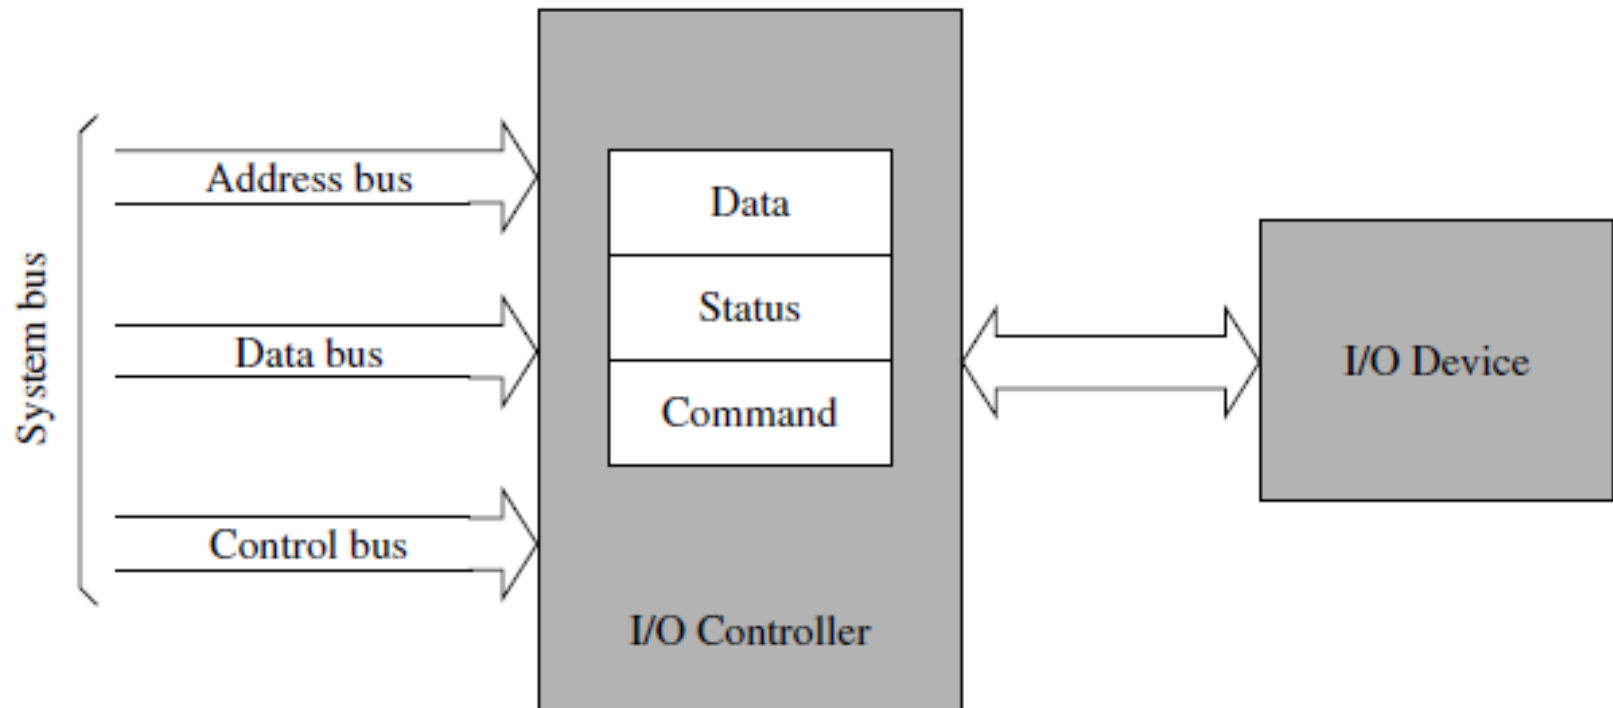 System bus
Address bus
Data bus
Control bus
Data
Status
Command
I/O Controller
I/O Device